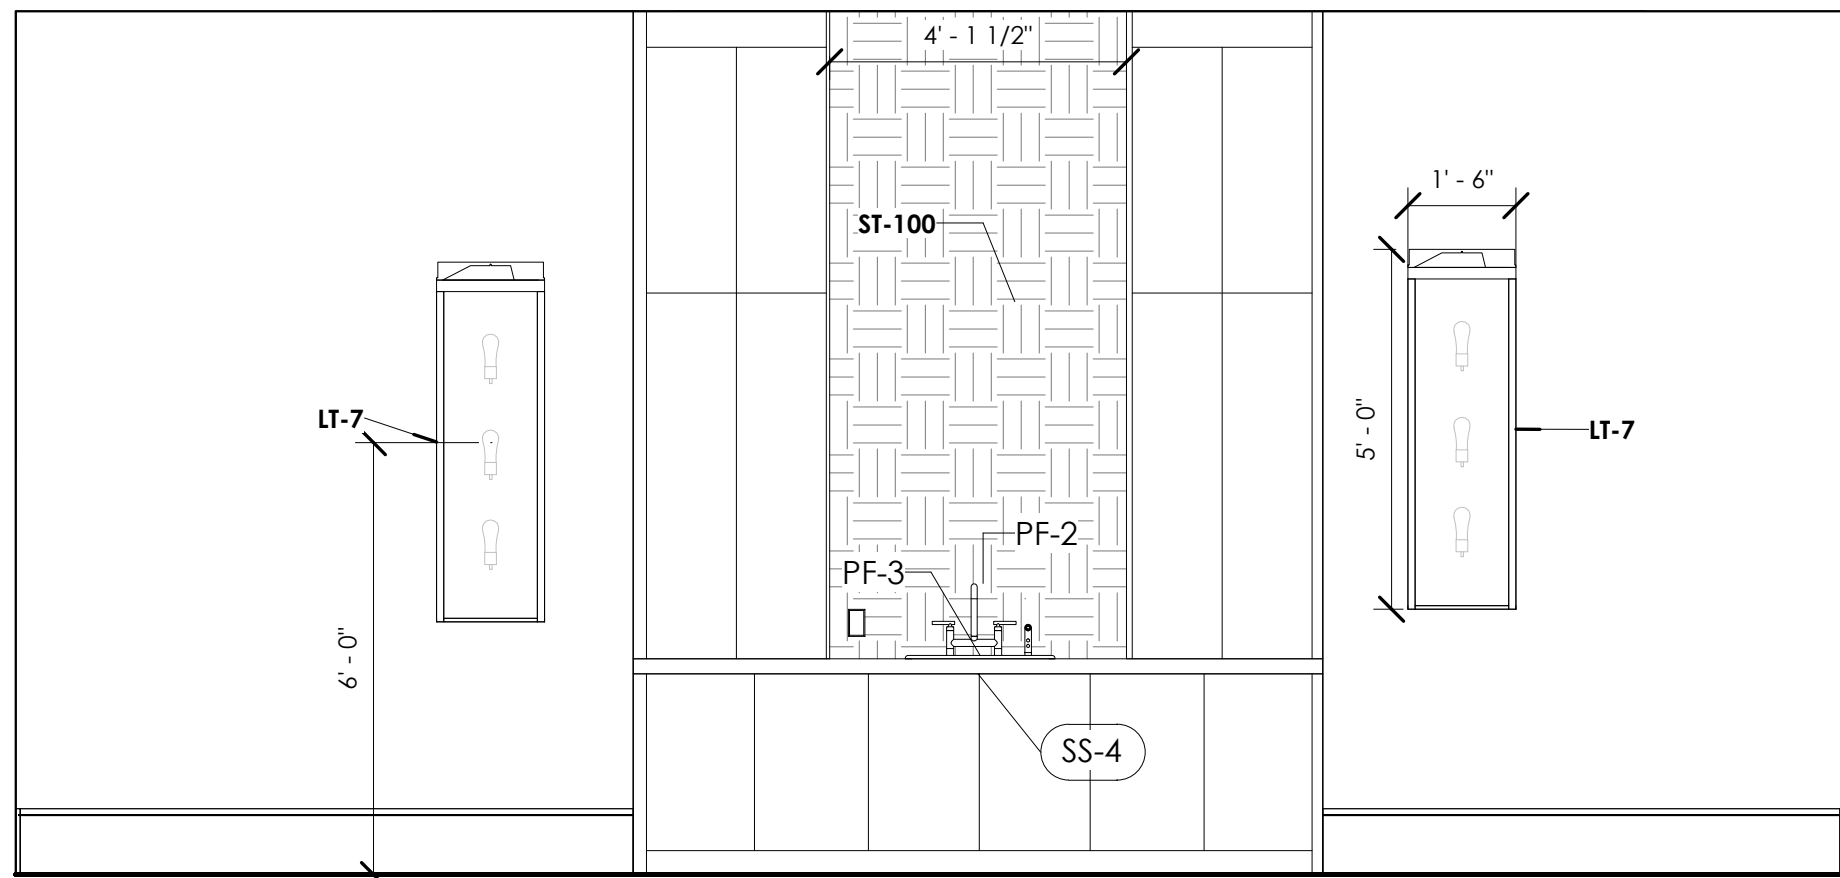 4' - 1 1/2"
1' - 6"
ST-100
LT-7
5' - 0"
LT-7
PF-2
PF-3
6' - 0"
SS-4